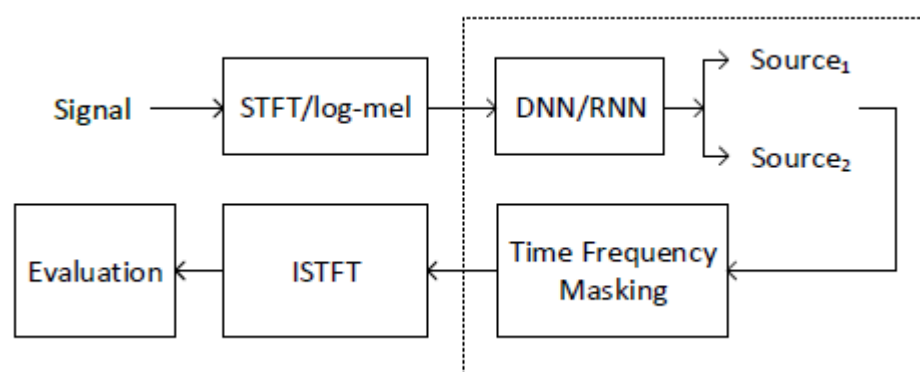 Signal
STFT/log-mel
DNN/RNN
Source₁
Source₂
Time Frequency
Masking
ISTFT
Evaluation